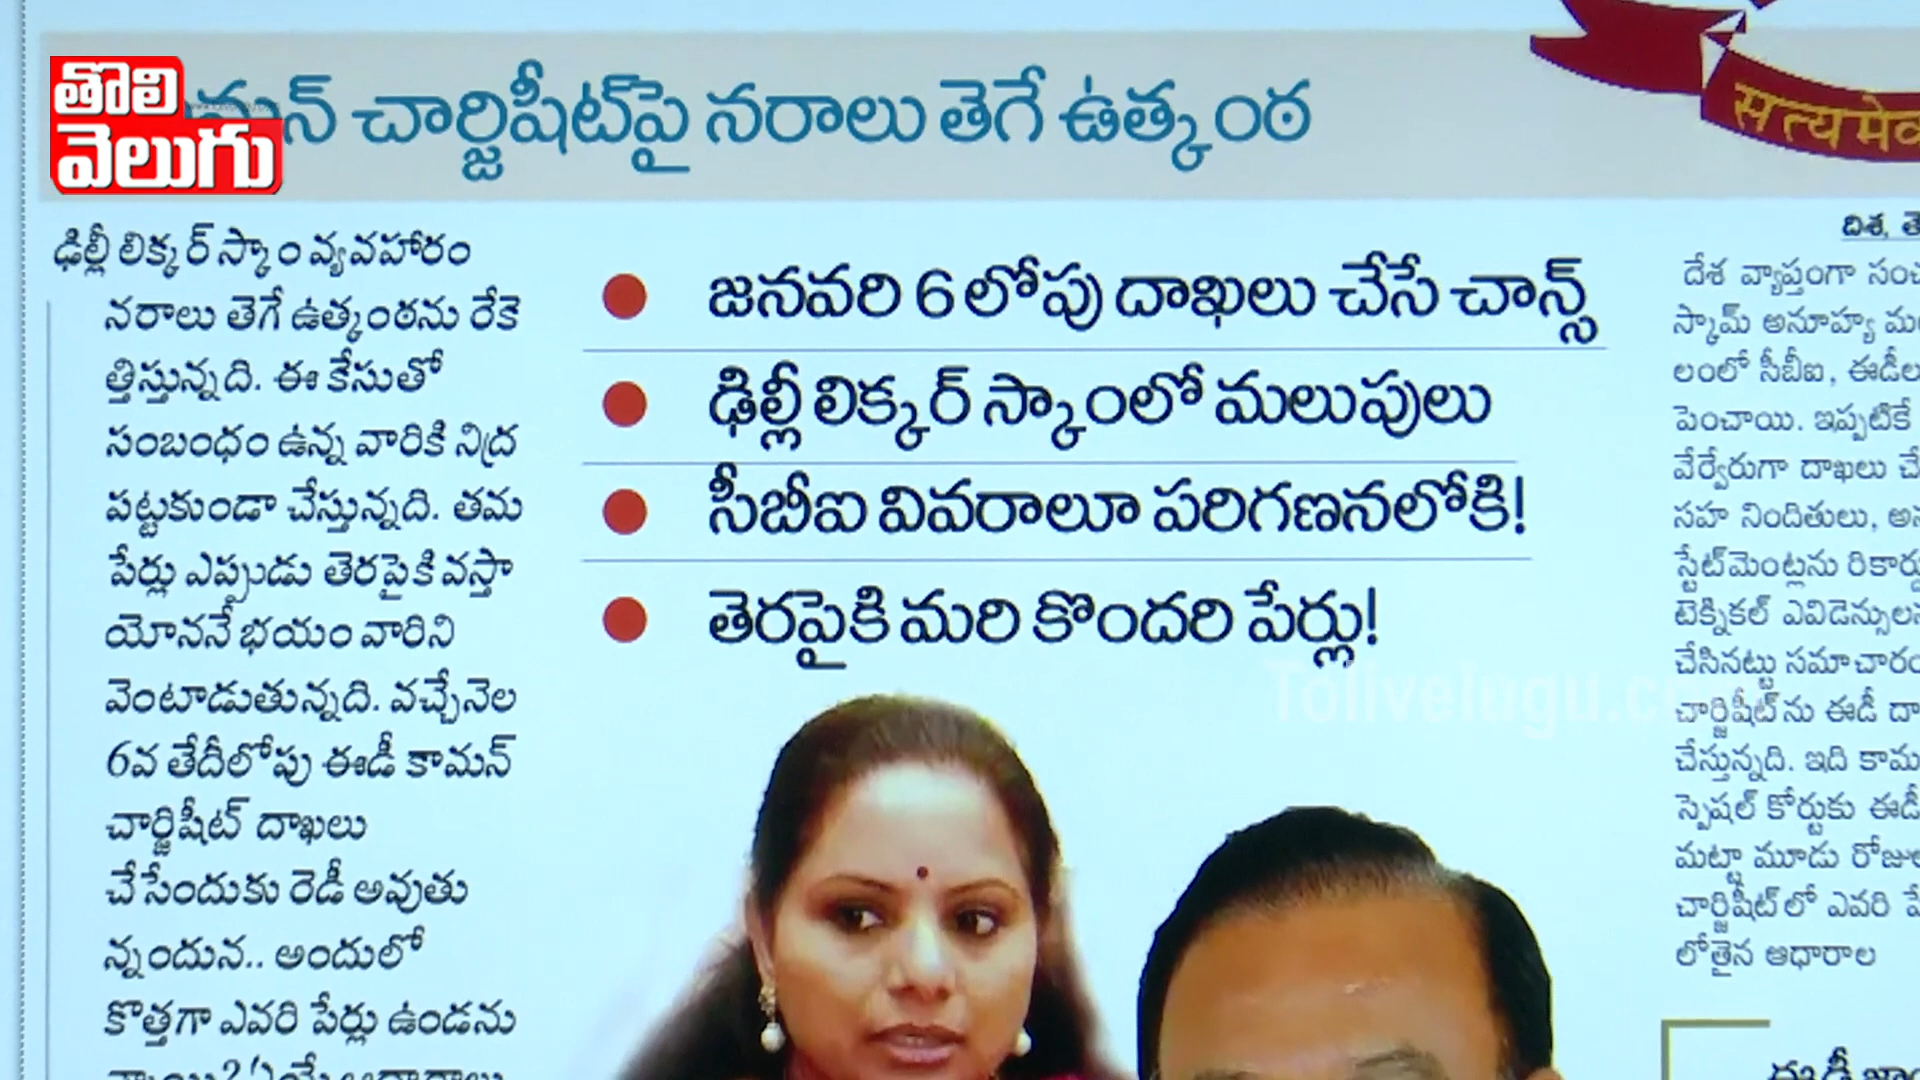 తొలి
వెలుగు
చార్జిషీట్‌పై నరాలు తెగే ఉత్కంఠ
सत्यमेव
ఢిల్లీ లిక్కర్ స్కాం వ్యవహారం
నరాలు తెగే ఉత్కంఠను రేకె
త్తిస్తున్నది. ఈ కేసుతో
సంబంధం ఉన్న వారికి నిద్ర
పట్టకుండా చేస్తున్నది. తమ
పేర్లు ఎప్పుడు తెరపైకి వస్తా
యోననే భయం వారిని
వెంటాడుతున్నది. వచ్చేనెల
6వ తేదీలోపు ఈడీ కామన్
చార్జిషీట్ దాఖలు
చేసేందుకు రెడీ అవుతు
న్నందున.. అందులో
కొత్తగా ఎవరి పేర్లు ఉండను
జనవరి 6 లోపు దాఖలు చేసే చాన్స్
ఢిల్లీ లిక్కర్ స్కాంలో మలుపులు
సీబీఐ వివరాలూ పరిగణనలోకి!
తెరపైకి మరి కొందరి పేర్లు!
Tolivelugu.c
దిశ, తె
దేశ వ్యాప్తంగా సంచ
స్కామ్ అనూహ్య మ
లంలో సీబీఐ, ఈడీల
పెంచాయి. ఇప్పటికే
వేర్వేరుగా దాఖలు చే
సహ నిందితులు, అ
స్టేట్‌మెంట్లను రికార్డు
టెక్నికల్ ఎవిడెన్సుల
చేసినట్టు సమాచారం
చార్జిషీట్‌ను ఈడీ దా
చేస్తున్నది. ఇది కామ
స్పెషల్ కోర్టుకు ఈడీ
మట్టా మూడు రోజుల
చార్జిషీట్‌లో ఎవరి పే
లోతైన ఆధారాల